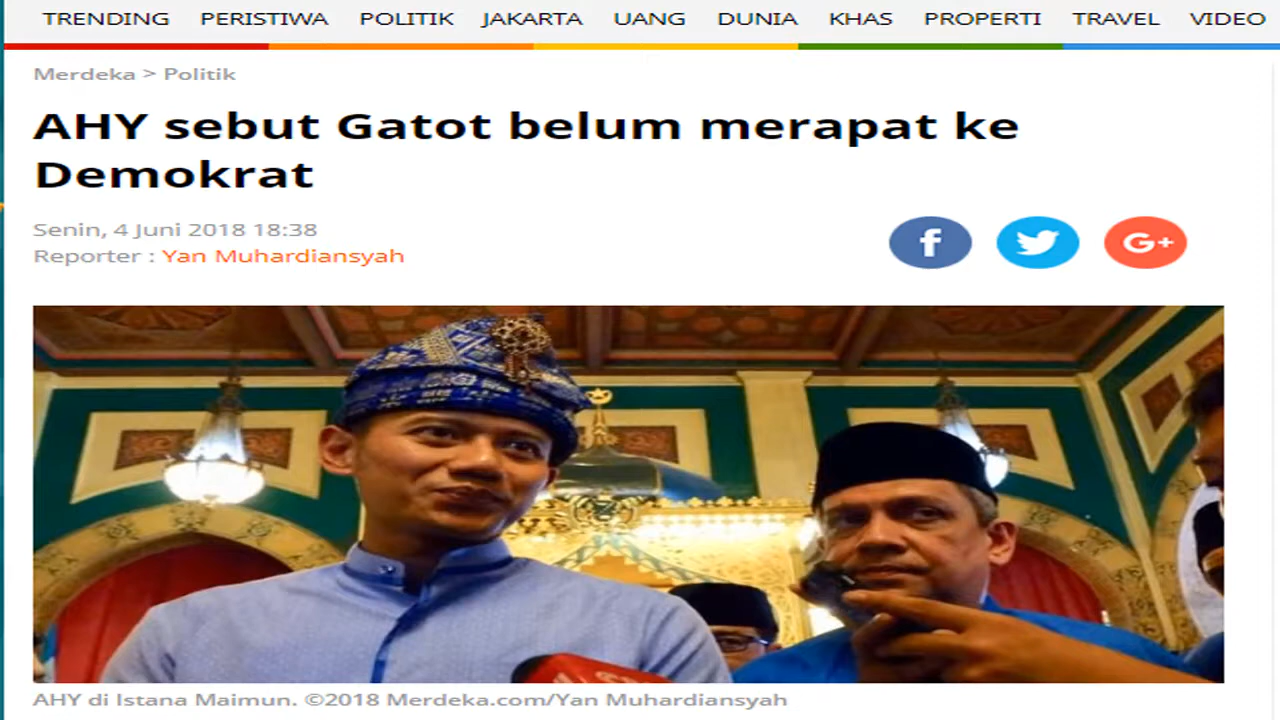 TRENDING PERISTIWA POLITIK JAKARTA UANG DUNIA KHAS PROPERTI TRAVEL VIDEO
Merdeka > Politik
AHY sebut Gatot belum merapat ke
Demokrat
Senin, 4 Juni 2018 18:38
Reporter : Yan Muhardiansyah
f G+
AHY di Istana Maimun. ©2018 Merdeka.com/Yan Muhardiansyah